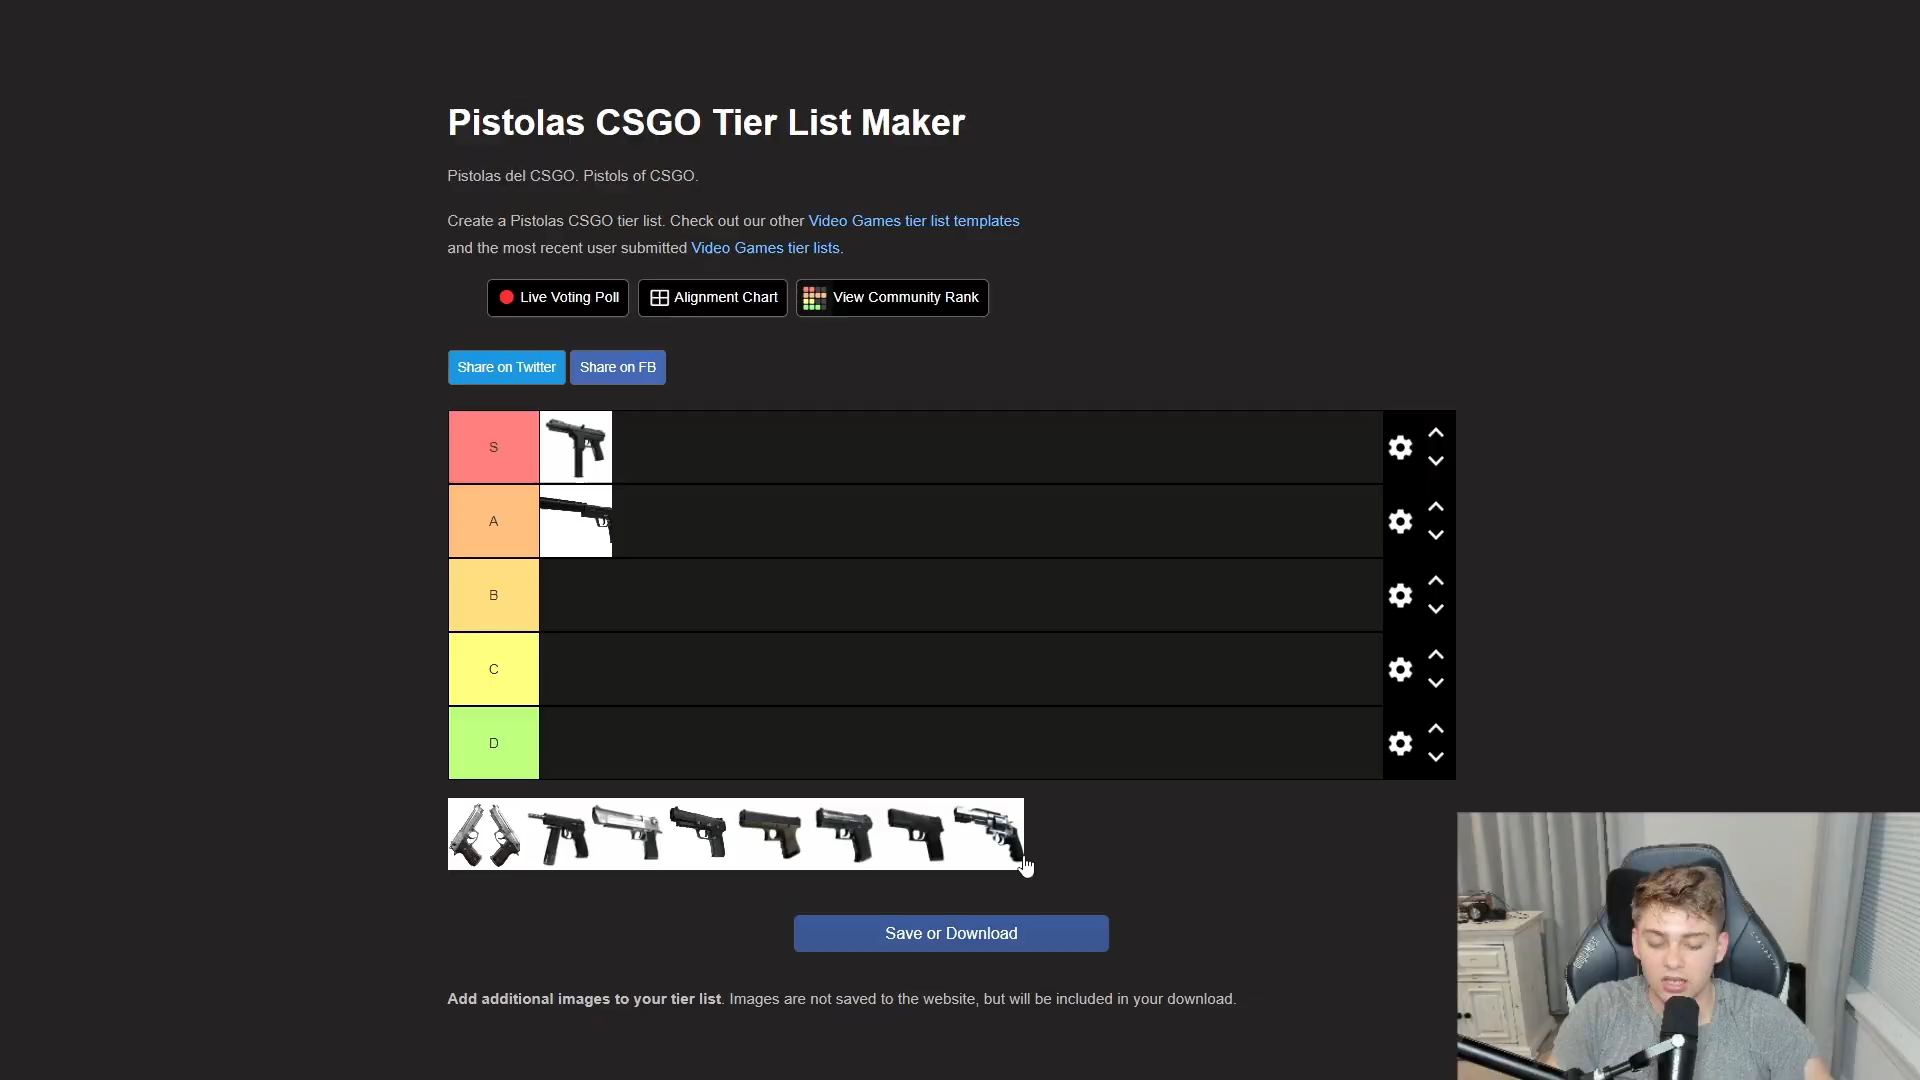 Pistolas CSGO Tier List Maker
Pistolas del CSGO. Pistols of CSGO.
Create a Pistolas CSGO tier list. Check out our other Video Games tier list templates
and the most recent user submitted Video Games tier lists.
Live Voting Poll
Alignment Chart
View Community Rank
Share on Twitter
Share on FB
S
A
B
C
D
Save or Download
Add additional images to your tier list. Images are not saved to the website, but will be included in your download.